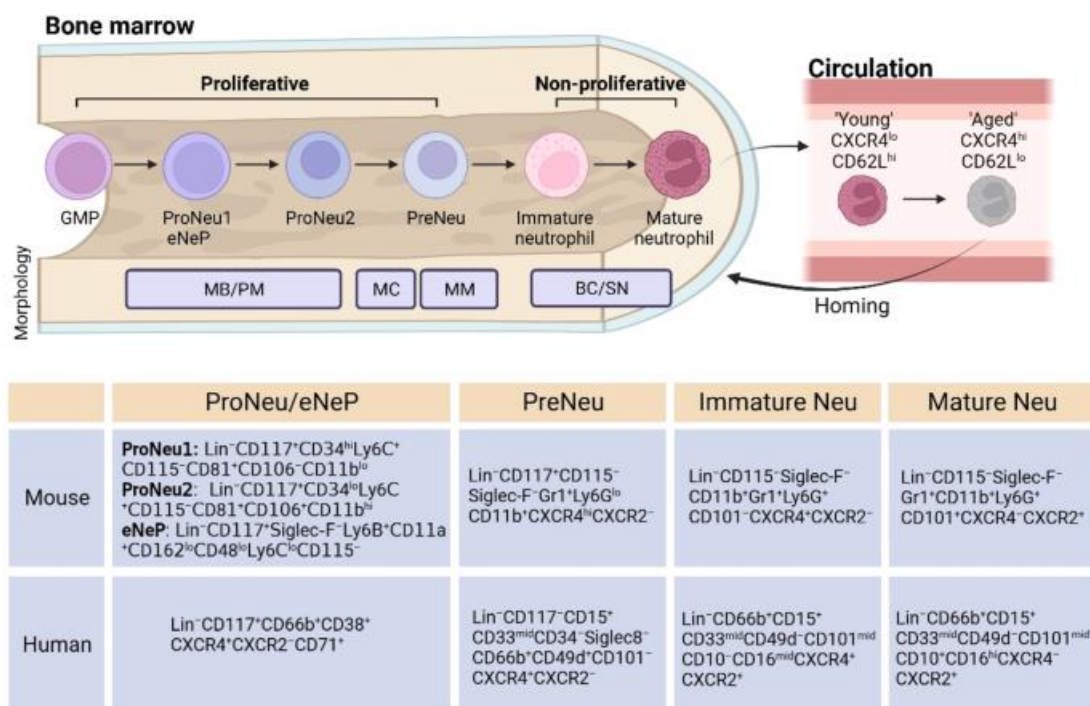 Bone marrow
Proliferative
Non-proliferative
GMP
ProNeu1
eNeP
ProNeu2
PreNeu
Immature
neutrophil
Mature
neutrophil
Morphology
MB/PM
MC
MM
BC/SN
Circulation
'Young'
CXCR4lo
CD62Lhi
'Aged'
CXCR4hi
CD62Llo
Homing
ProNeu/eNeP
PreNeu
Immature Neu
Mature Neu
Mouse
ProNeu1: Lin⁻CD117⁺CD34hiLy6C⁺
CD115⁻CD81⁺CD106⁻CD11blo
ProNeu2: Lin⁻CD117⁺CD34loLy6C
⁺CD115⁻CD81⁺CD106⁺CD11bhi
eNeP: Lin⁻CD117⁺Siglec-F⁻Ly6B⁺CD11a
⁺CD162loCD48loLy6CloCD115⁻
Lin⁻CD117⁺CD115⁻
Siglec-F⁻Gr1⁺Ly6Glo
CD11b⁺CXCR4hiCXCR2⁻
Lin⁻CD115⁻Siglec-F⁻
CD11b⁺Gr1⁺Ly6G⁺
CD101⁻CXCR4⁺CXCR2⁻
Lin⁻CD115⁻Siglec-F⁻
Gr1⁺CD11b⁺Ly6G⁺
CD101⁺CXCR4⁻CXCR2⁺
Human
Lin⁻CD117⁺CD66b⁺CD38⁺
CXCR4⁺CXCR2⁻CD71⁺
Lin⁻CD117⁻CD15⁺
CD33midCD34⁻Siglec8⁻
CD66b⁺CD49d⁺CD101⁻
CXCR4⁺CXCR2⁻
Lin⁻CD66b⁺CD15⁺
CD33midCD49d⁻CD101mid
CD10⁻CD16midCXCR4⁺
CXCR2⁺
Lin⁻CD66b⁺CD15⁺
CD33midCD49d⁻CD101mid
CD10⁺CD16hiCXCR4⁻
CXCR2⁺